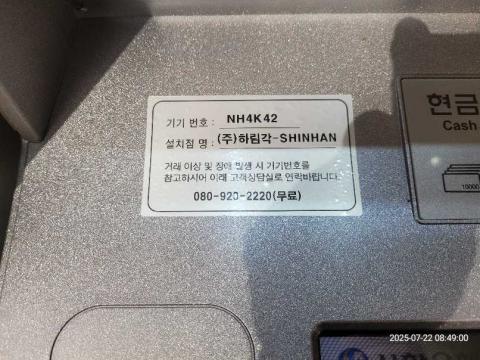 기기 번호 : NH4K42
설치점 명 : (주)하림각-SHINHAN
거래 이상 및 장애 발생 시 기기번호를
참고하시어 아래 고객상담실로 연락바랍니다.
080-920-2220(무료)
현금
Cash
10000
2025-07-22 08:49:00